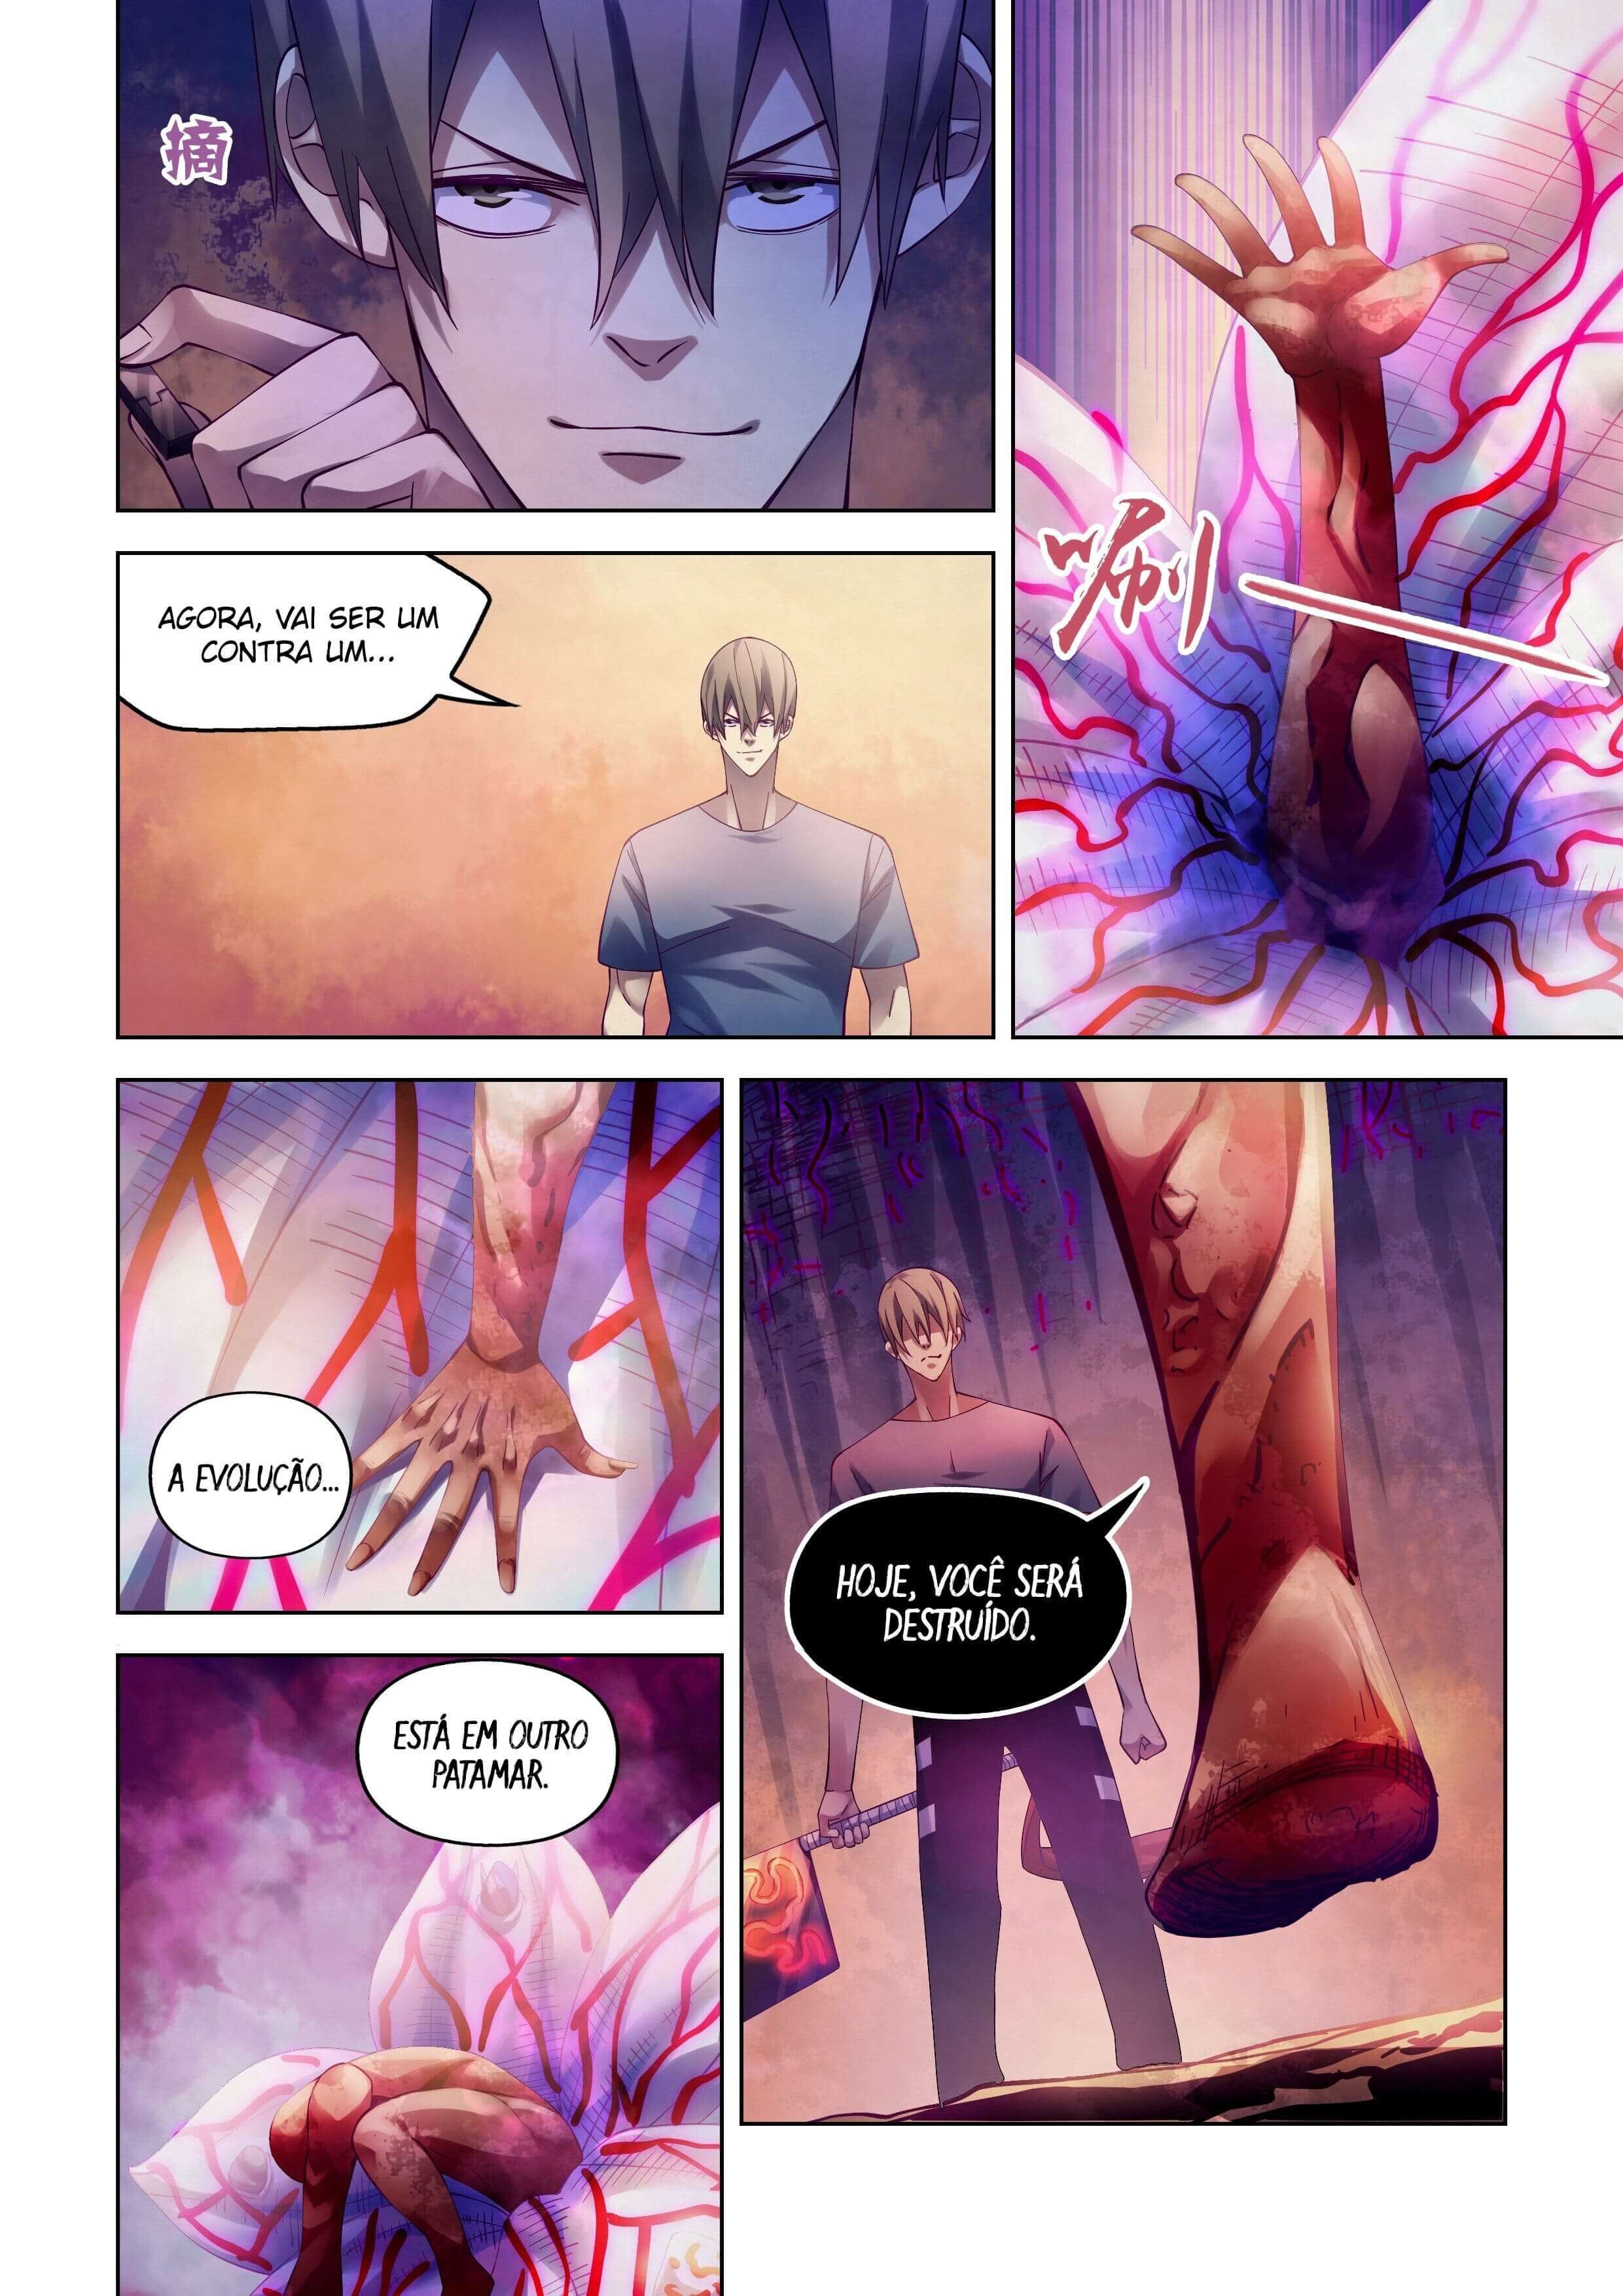 摘
AGORA, VAI SER UM
CONTRA UM...
唰
A EVOLUÇÃO...
ESTÁ EM OUTRO
PATAMAR.
HOJE, VOCÊ SERÁ
DESTRUÍDO.